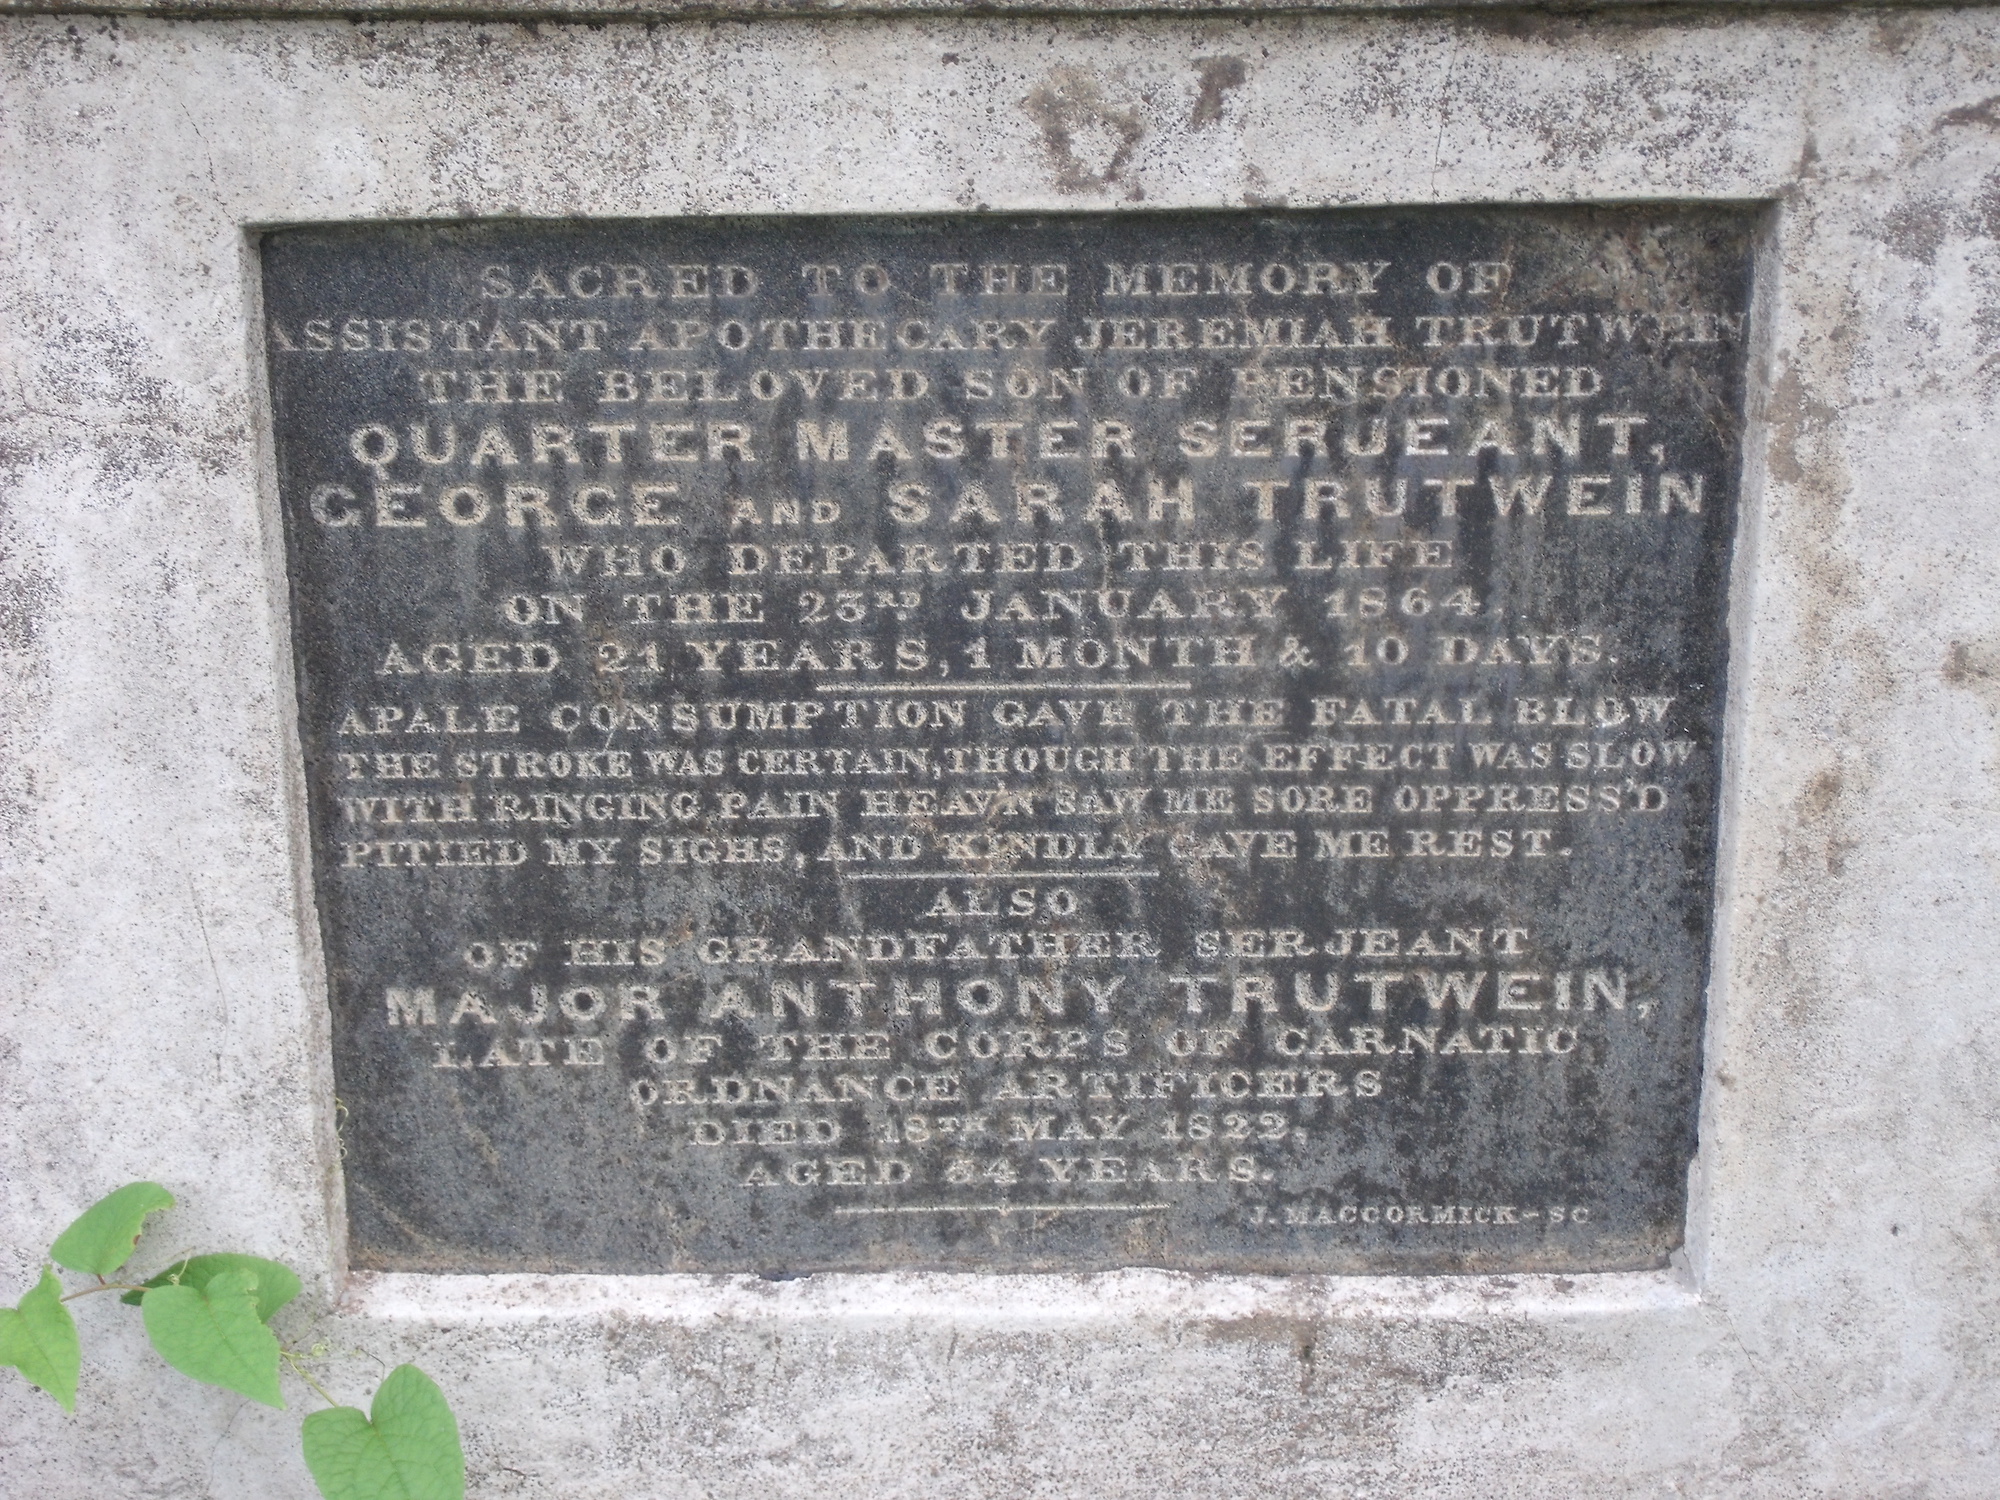 SACRED TO THE MEMORY OF
ASSISTANT APOTHECARY JEREMIAH TRUTWEIN
THE BELOVED SON OF PENSIONED
QUARTER MASTER SERJEANT,
GEORGE AND SARAH TRUTWEIN
WHO DEPARTED THIS LIFE
ON THE 23RD JANUARY 1864.
AGED 21 YEARS, 1 MONTH & 10 DAYS.
APALE CONSUMPTION GAVE THE FATAL BLOW
THE STROKE WAS CERTAIN, THOUGH THE EFFECT WAS SLOW
WITH RINGING PAIN HEAV'N SAW ME SORE OPPRESS'D
PITIED MY SIGHS, AND KINDLY GAVE ME REST.
ALSO
OF HIS GRANDFATHER SERJEANT
MAJOR ANTHONY TRUTWEIN,
LATE OF THE CORPS OF CARNATIC
ORDNANCE ARTIFICERS
DIED 18TH MAY 1822,
AGED 34 YEARS.
J. MACCORMICK-SC